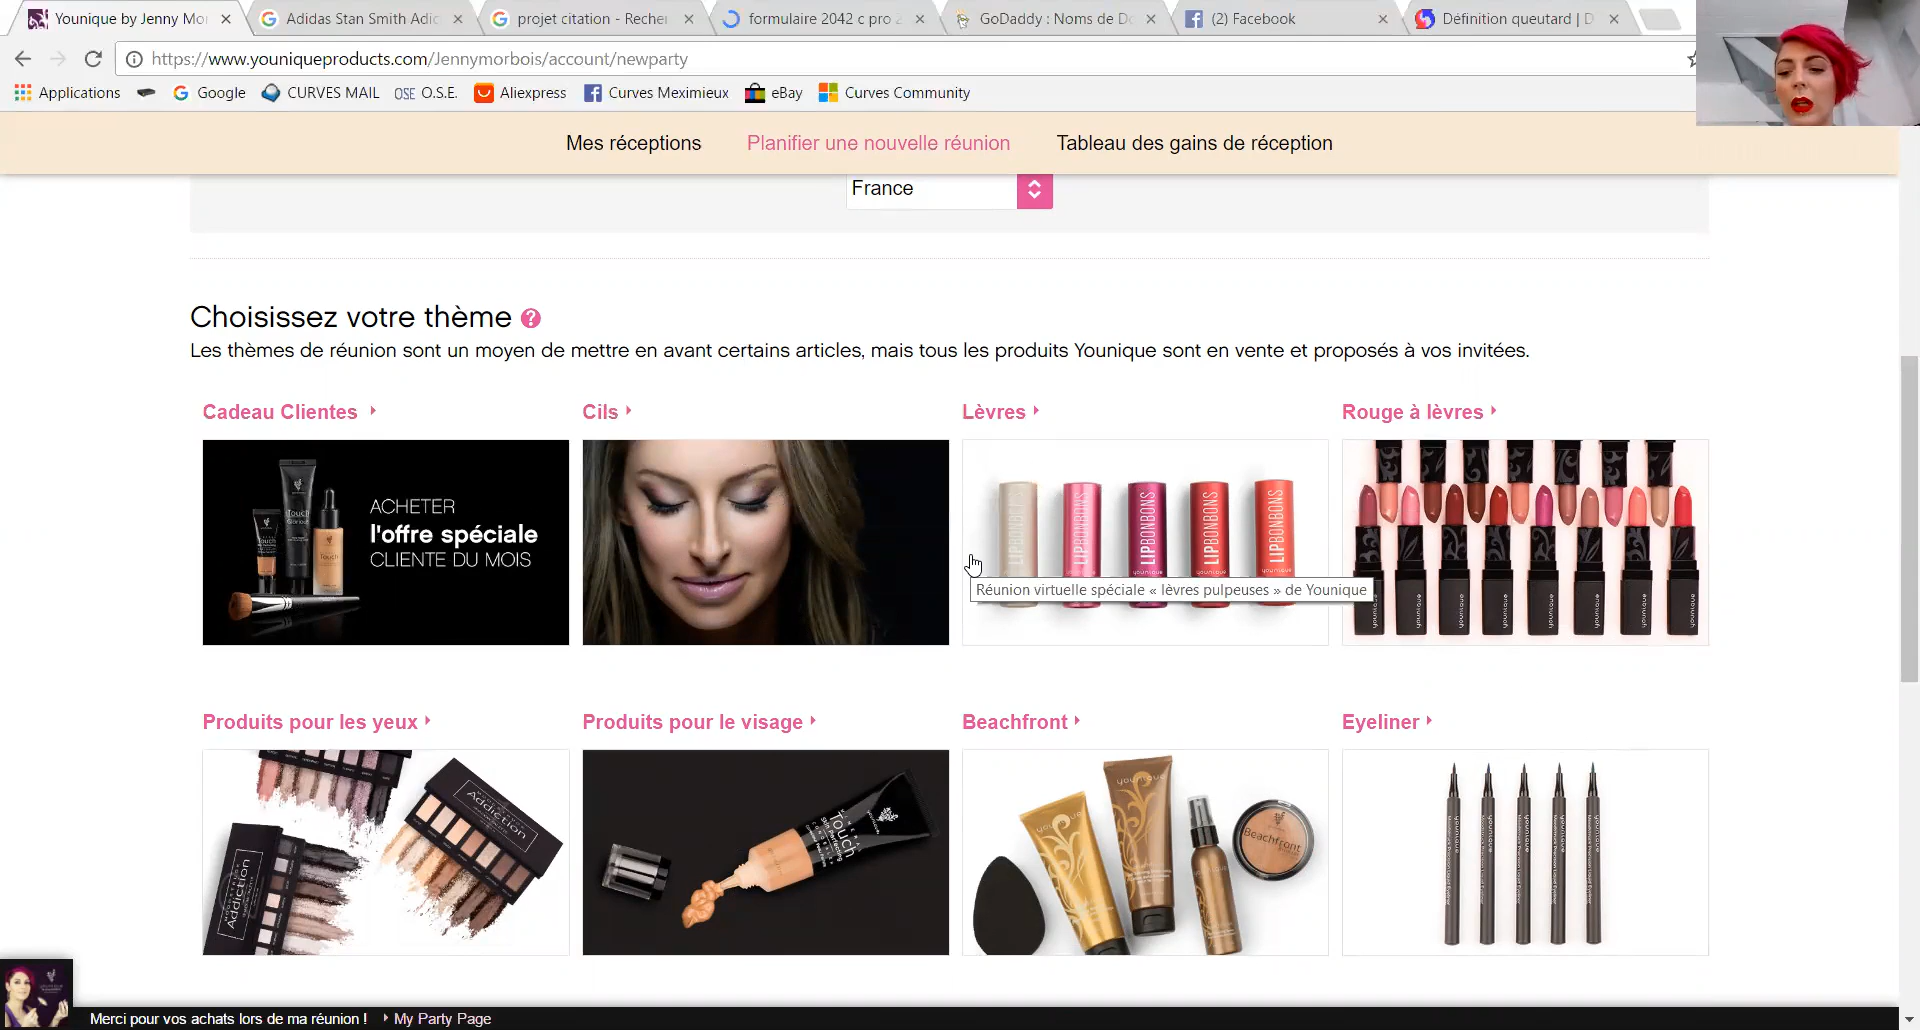 Younique by Jenny Mor
Adidas Stan Smith Adic
projet citation - Recher
formulaire 2042 c pro 2
GoDaddy : Noms de Do
(2) Facebook
Définition queutard | D
https://www.youniqueproducts.com/Jennymorbois/account/newparty
Applications
Google
CURVES MAIL
OSE O.S.E.
Aliexpress
Curves Meximieux
eBay
Curves Community
Mes réceptions
Planifier une nouvelle réunion
Tableau des gains de réception
France
Choisissez votre thème ?
Les thèmes de réunion sont un moyen de mettre en avant certains articles, mais tous les produits Younique sont en vente et proposés à vos invitées.
Cadeau Clientes
Cils
Lèvres
Rouge à lèvres
ACHETER
l'offre spéciale
CLIENTE DU MOIS
LIPBONBONS
LIPBONBONS
LIPBONBONS
LIPBONBONS
LIPBONBONS
Réunion virtuelle spéciale « lèvres pulpeuses » de Younique
Produits pour les yeux
Produits pour le visage
Beachfront
Eyeliner
Addiction
Addiction
Touch
younique
younique
Beachfront
Merci pour vos achats lors de ma réunion !
My Party Page